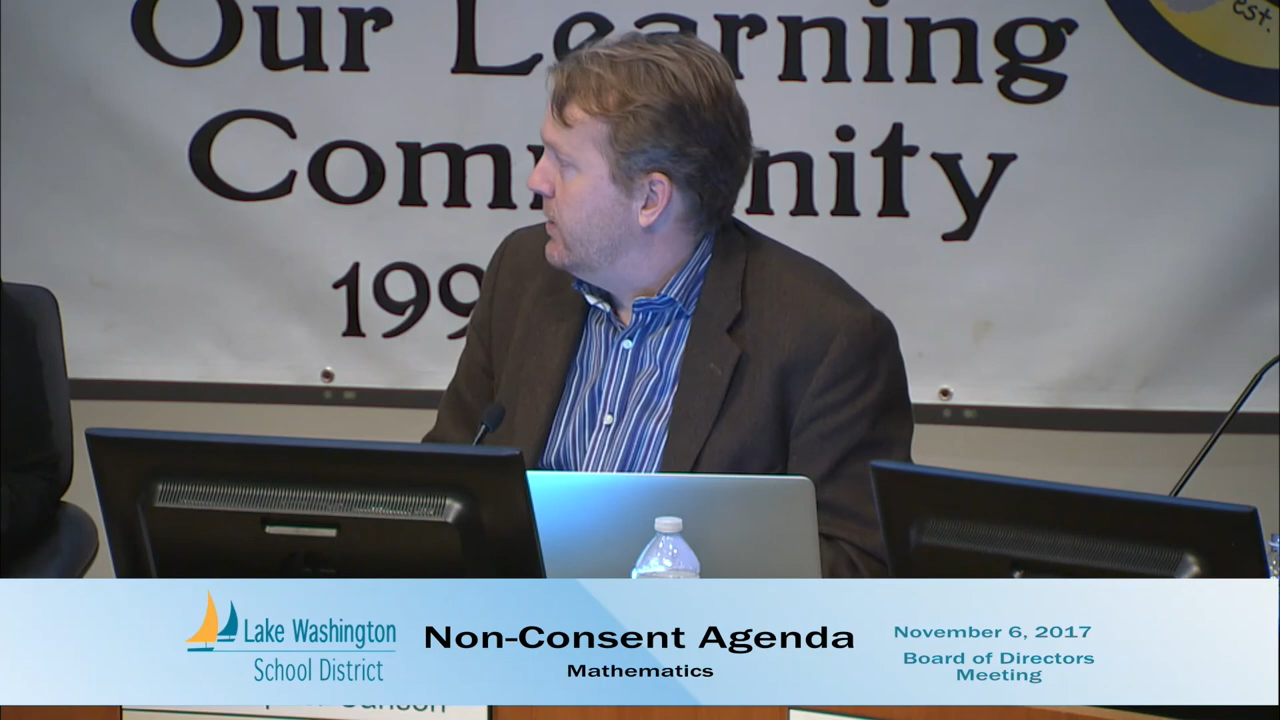 Our Learning
Com nity
199
est.
Lake Washington
School District
Non-Consent Agenda
Mathematics
November 6, 2017
Board of Directors
Meeting